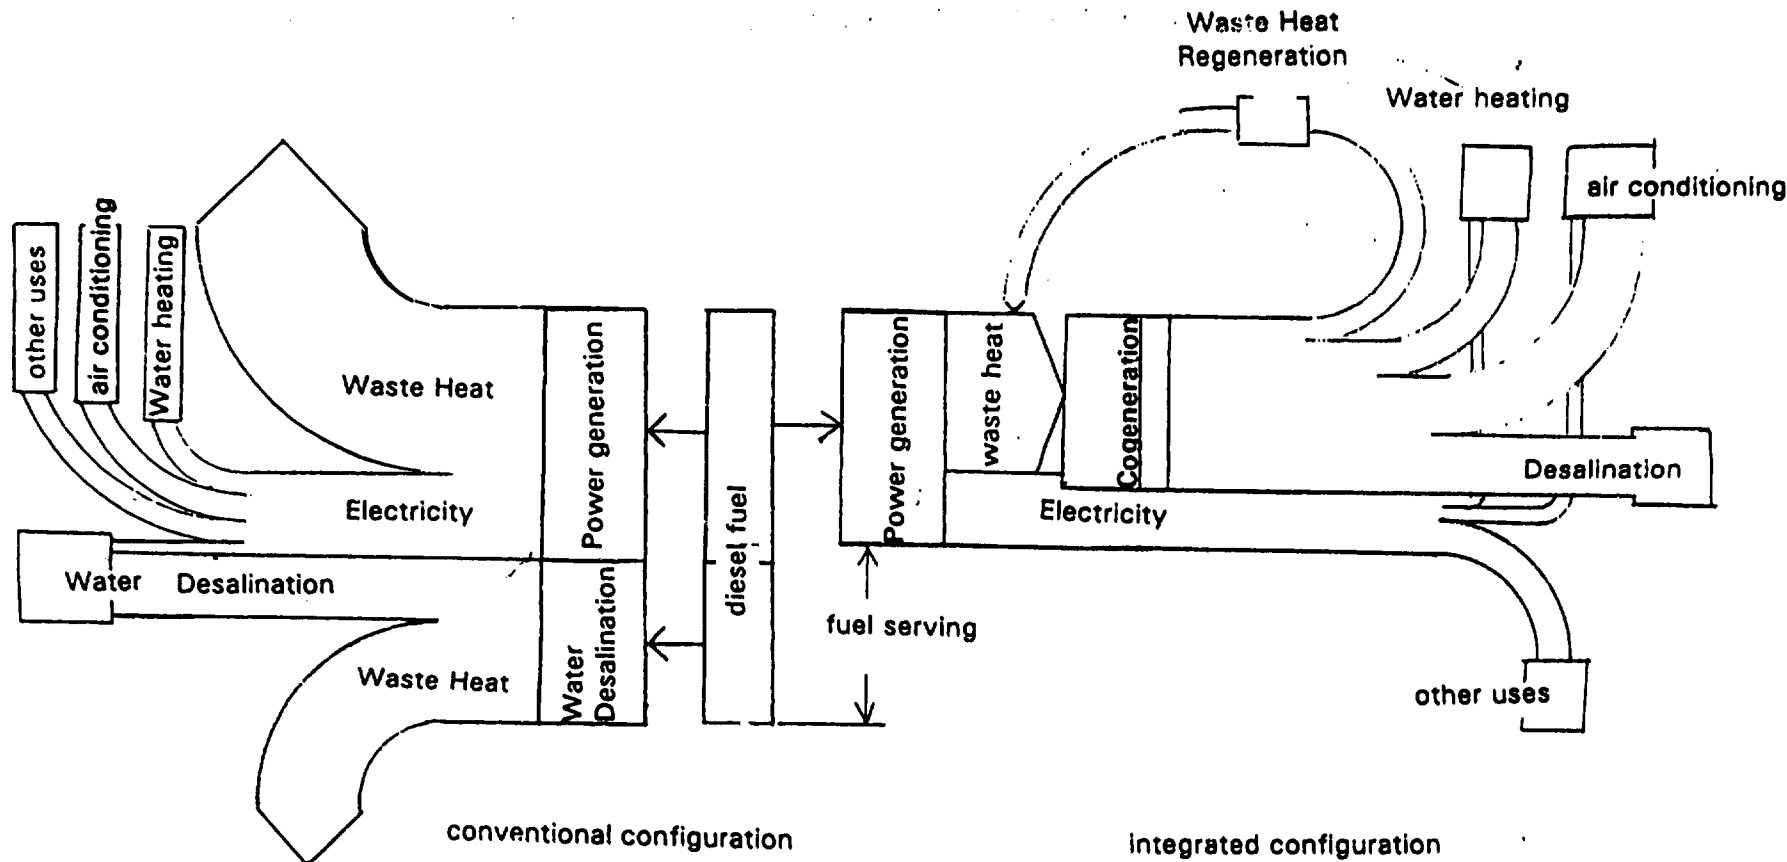 Waste Heat
Regeneration
Water heating
air conditioning
other uses
air conditioning
Water heating
Waste Heat
Power generation
Electricity
Water Desalination
Water
Desalination
Waste Heat
diesel fuel
Power generation
waste heat
Cogeneration
Electricity
Desalination
fuel serving
other uses
conventional configuration
integrated configuration